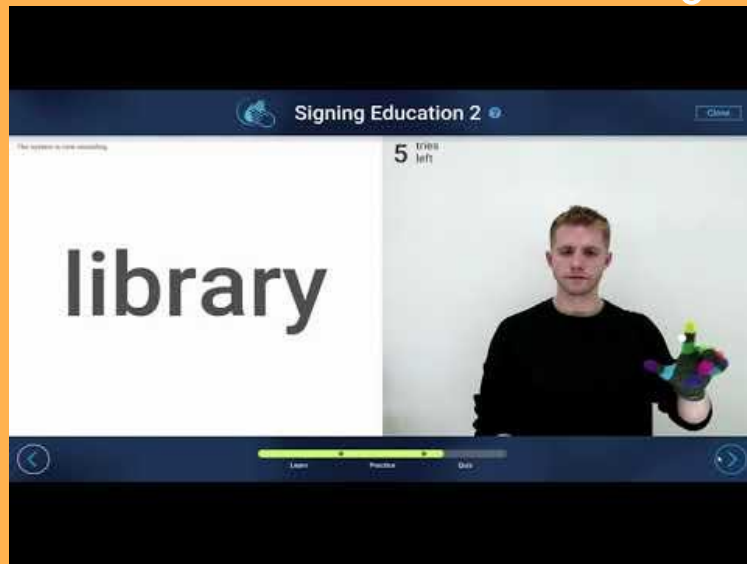 Signing Education 2
Close
The system is now recording
5 tries
left
library
Learn
Practice
Quiz